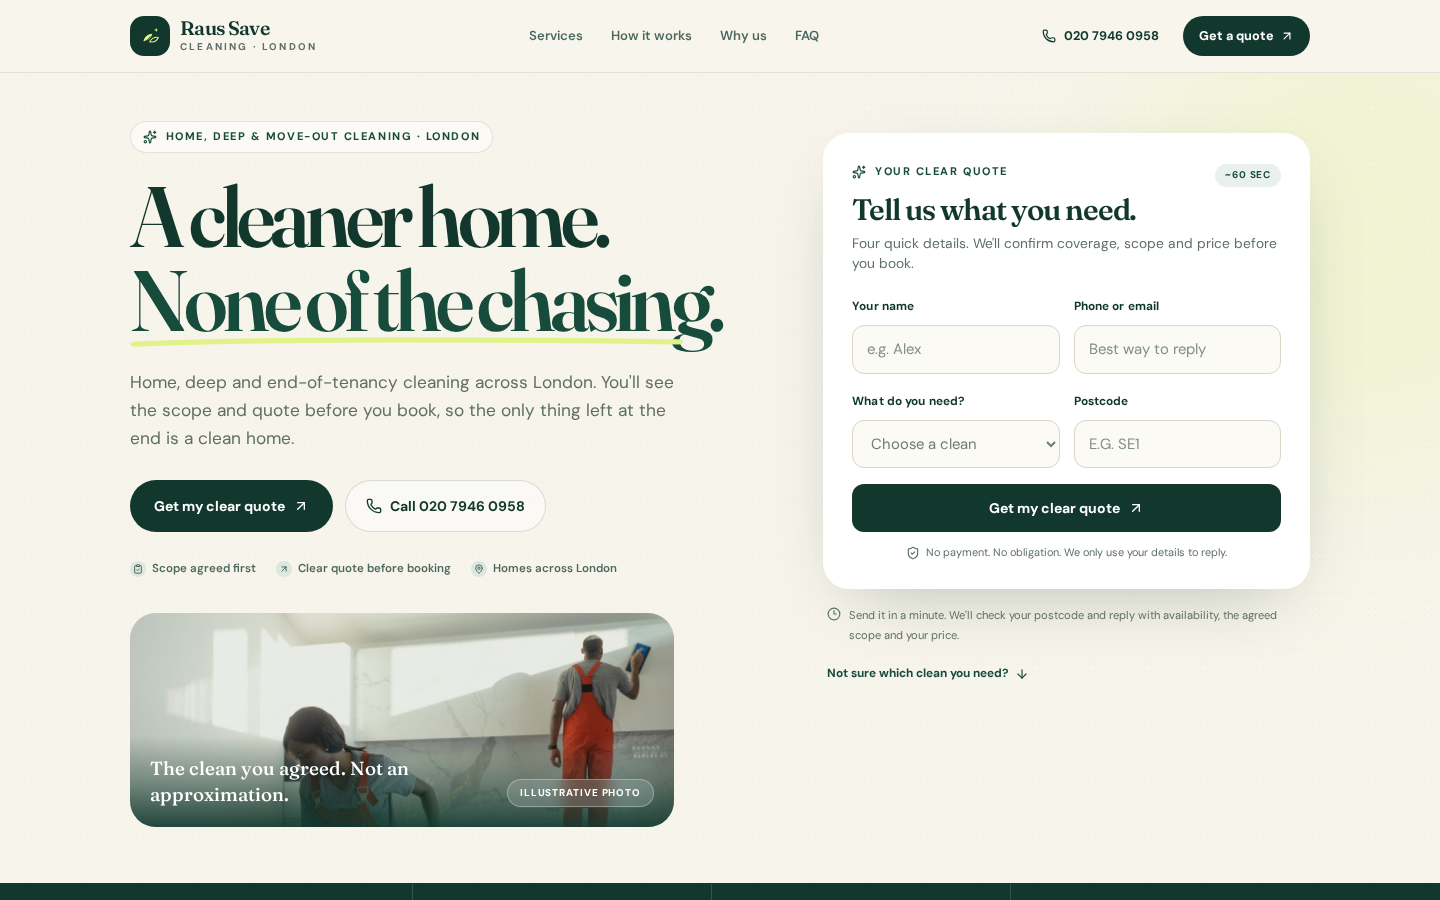 Raus Save
CLEANING · LONDON
Services
How it works
Why us
FAQ
020 7946 0958
Get a quote
HOME, DEEP & MOVE-OUT CLEANING · LONDON
A cleaner home.
None of the chasing.
Home, deep and end-of-tenancy cleaning across London. You'll see
the scope and quote before you book, so the only thing left at the
end is a clean home.
Get my clear quote
Call 020 7946 0958
Scope agreed first
Clear quote before booking
Homes across London
The clean you agreed. Not an
approximation.
ILLUSTRATIVE PHOTO
YOUR CLEAR QUOTE
~60 SEC
Tell us what you need.
Four quick details. We'll confirm coverage, scope and price before
you book.
Your name
Phone or email
e.g. Alex
Best way to reply
What do you need?
Postcode
Choose a clean
E.G. SE1
Get my clear quote
No payment. No obligation. We only use your details to reply.
Send it in a minute. We'll check your postcode and reply with availability, the agreed
scope and your price.
Not sure which clean you need?